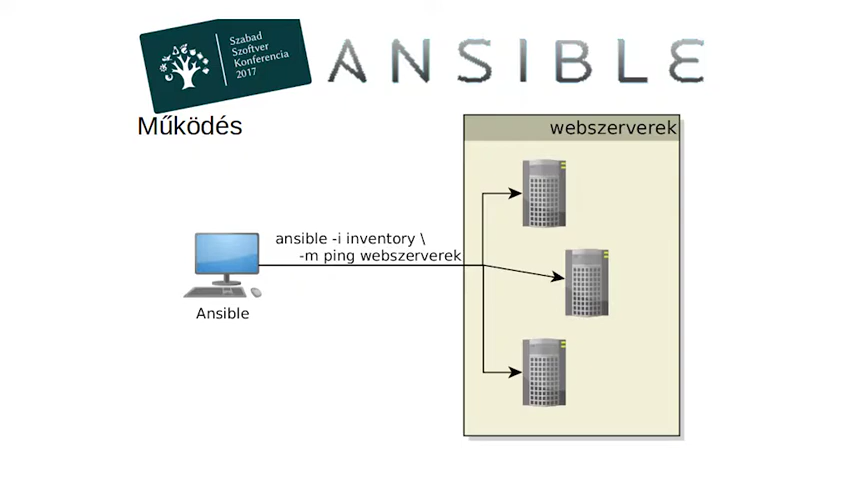 Szabad
Szoftver
Konferencia
2017
ANSIBLE
Működés
webszerverek
ansible -i inventory \
-m ping webszerverek
Ansible